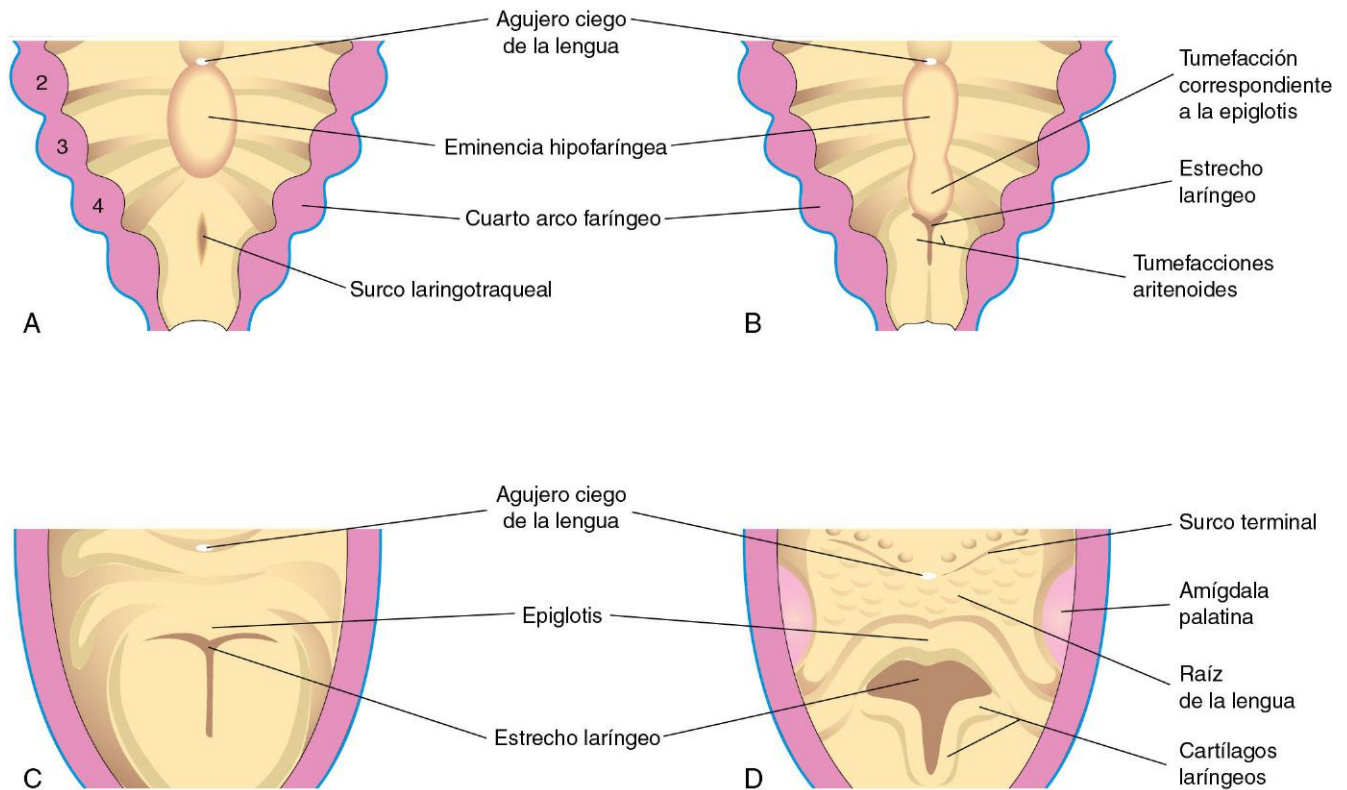 Agujero ciego
de la lengua
2
3
4
Eminencia hipofaríngea
Cuarto arco faríngeo
Surco laringotraqueal
A
Tumefacción
correspondiente
a la epiglotis
Estrecho
laríngeo
Tumefacciones
aritenoides
B
Agujero ciego
de la lengua
Epiglotis
Estrecho laríngeo
C
Surco terminal
Amígdala
palatina
Raíz
de la lengua
Cartílagos
laríngeos
D